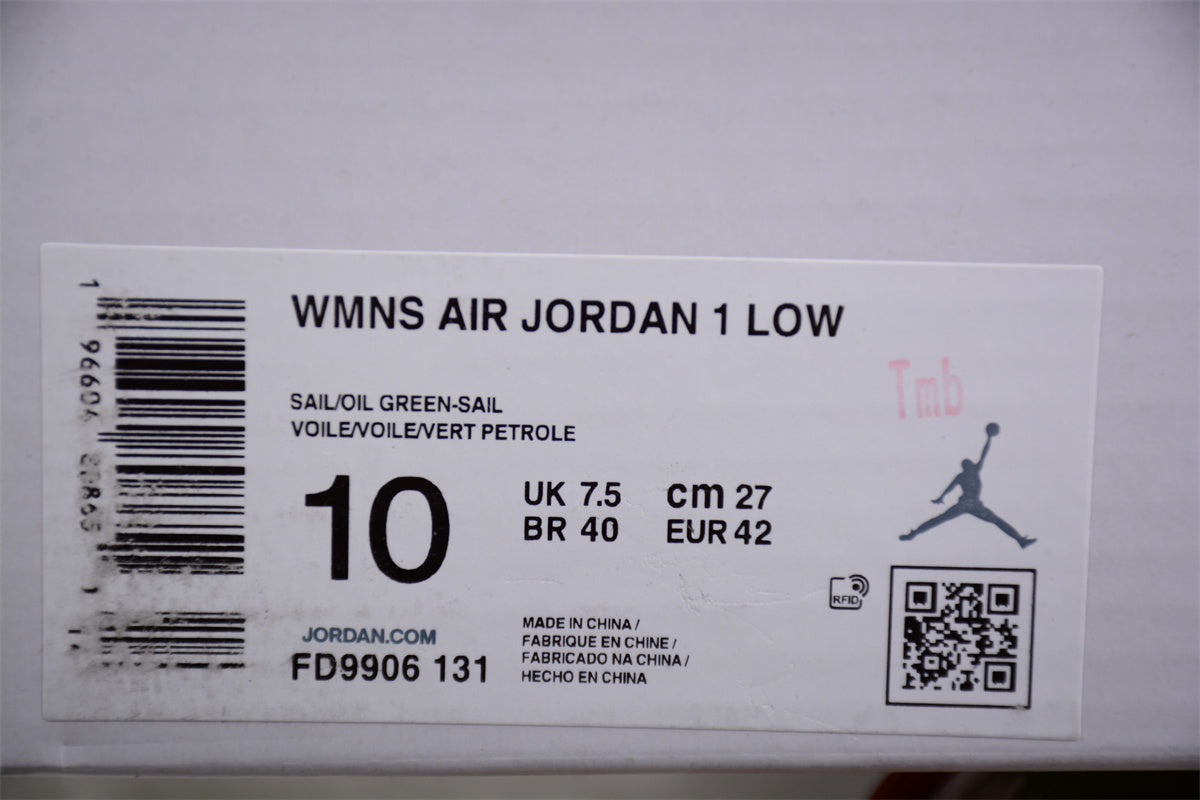 WMNS AIR JORDAN 1 LOW
SAIL/OIL GREEN-SAIL
VOILE/VOILE/VERT PETROLE
Tmb
10
UK 7.5 cm 27
BR 40 EUR 42
RFID
JORDAN.COM
FD9906 131
MADE IN CHINA /
FABRIQUE EN CHINE /
FABRICADO NA CHINA /
HECHO EN CHINA
1 96604